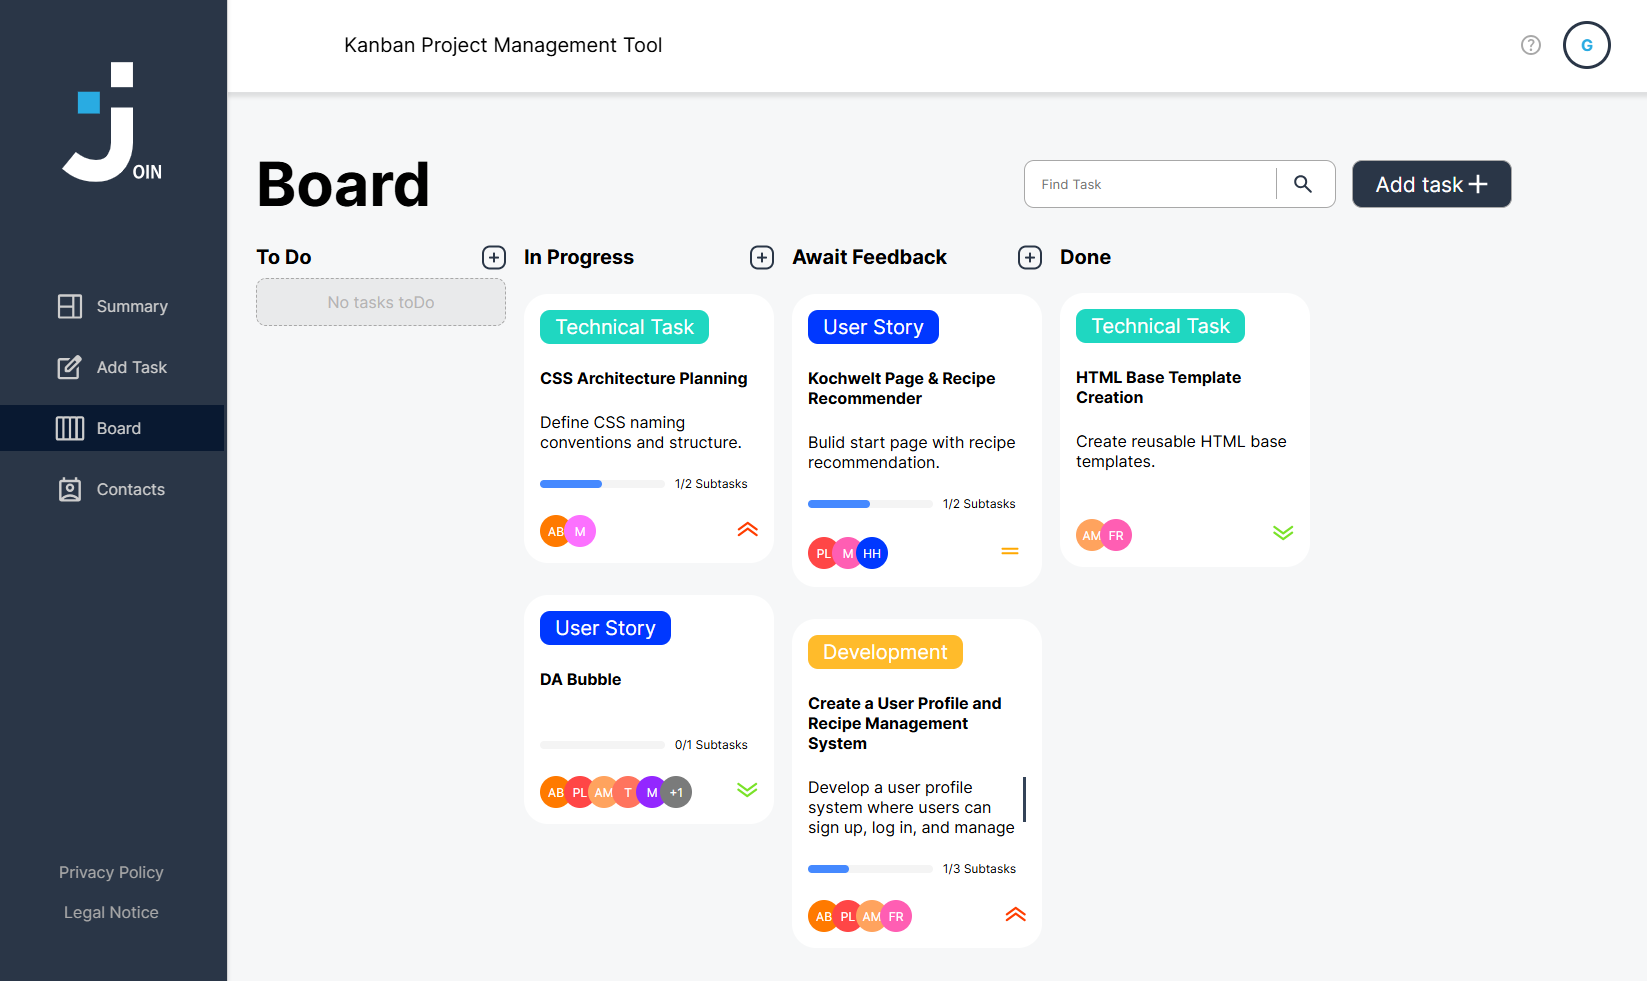 OIN
Summary
Add Task
Board
Contacts
Privacy Policy
Legal Notice
Kanban Project Management Tool
?
G
Board
Find Task
Add task
To Do
No tasks toDo
In Progress
Technical Task
CSS Architecture Planning
Define CSS naming
conventions and structure.
1/2 Subtasks
AB M
User Story
DA Bubble
0/1 Subtasks
AB PL AM T M +1
Await Feedback
User Story
Kochwelt Page & Recipe
Recommender
Bulid start page with recipe
recommendation.
1/2 Subtasks
PL M HH
Development
Create a User Profile and
Recipe Management
System
Develop a user profile
system where users can
sign up, log in, and manage
1/3 Subtasks
AB PL AM FR
Done
Technical Task
HTML Base Template
Creation
Create reusable HTML base
templates.
AM FR